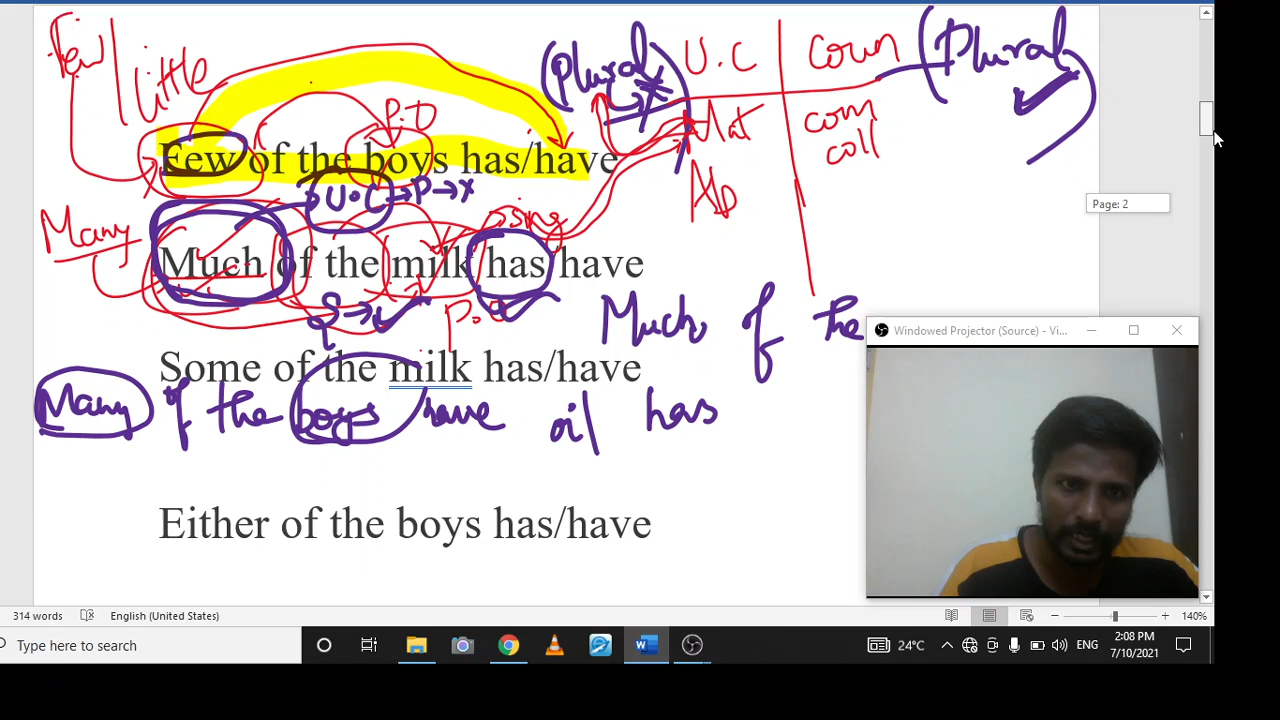 Few
Little
(Plural
U.C
Coun
(Plural)
Mat
com
coll
P.O
Few of the boys has/have
U.C → P → x
Ab
Page: 2
Many
sing
Much of the milk has/have
P.O
Much of the
Windowed Projector (Source) - Vi...
Some of the milk has/have
Many of the boys have oil has
Either of the boys has/have
314 words English (United States) 140%
Type here to search
24°C ENG
2:08 PM
7/10/2021